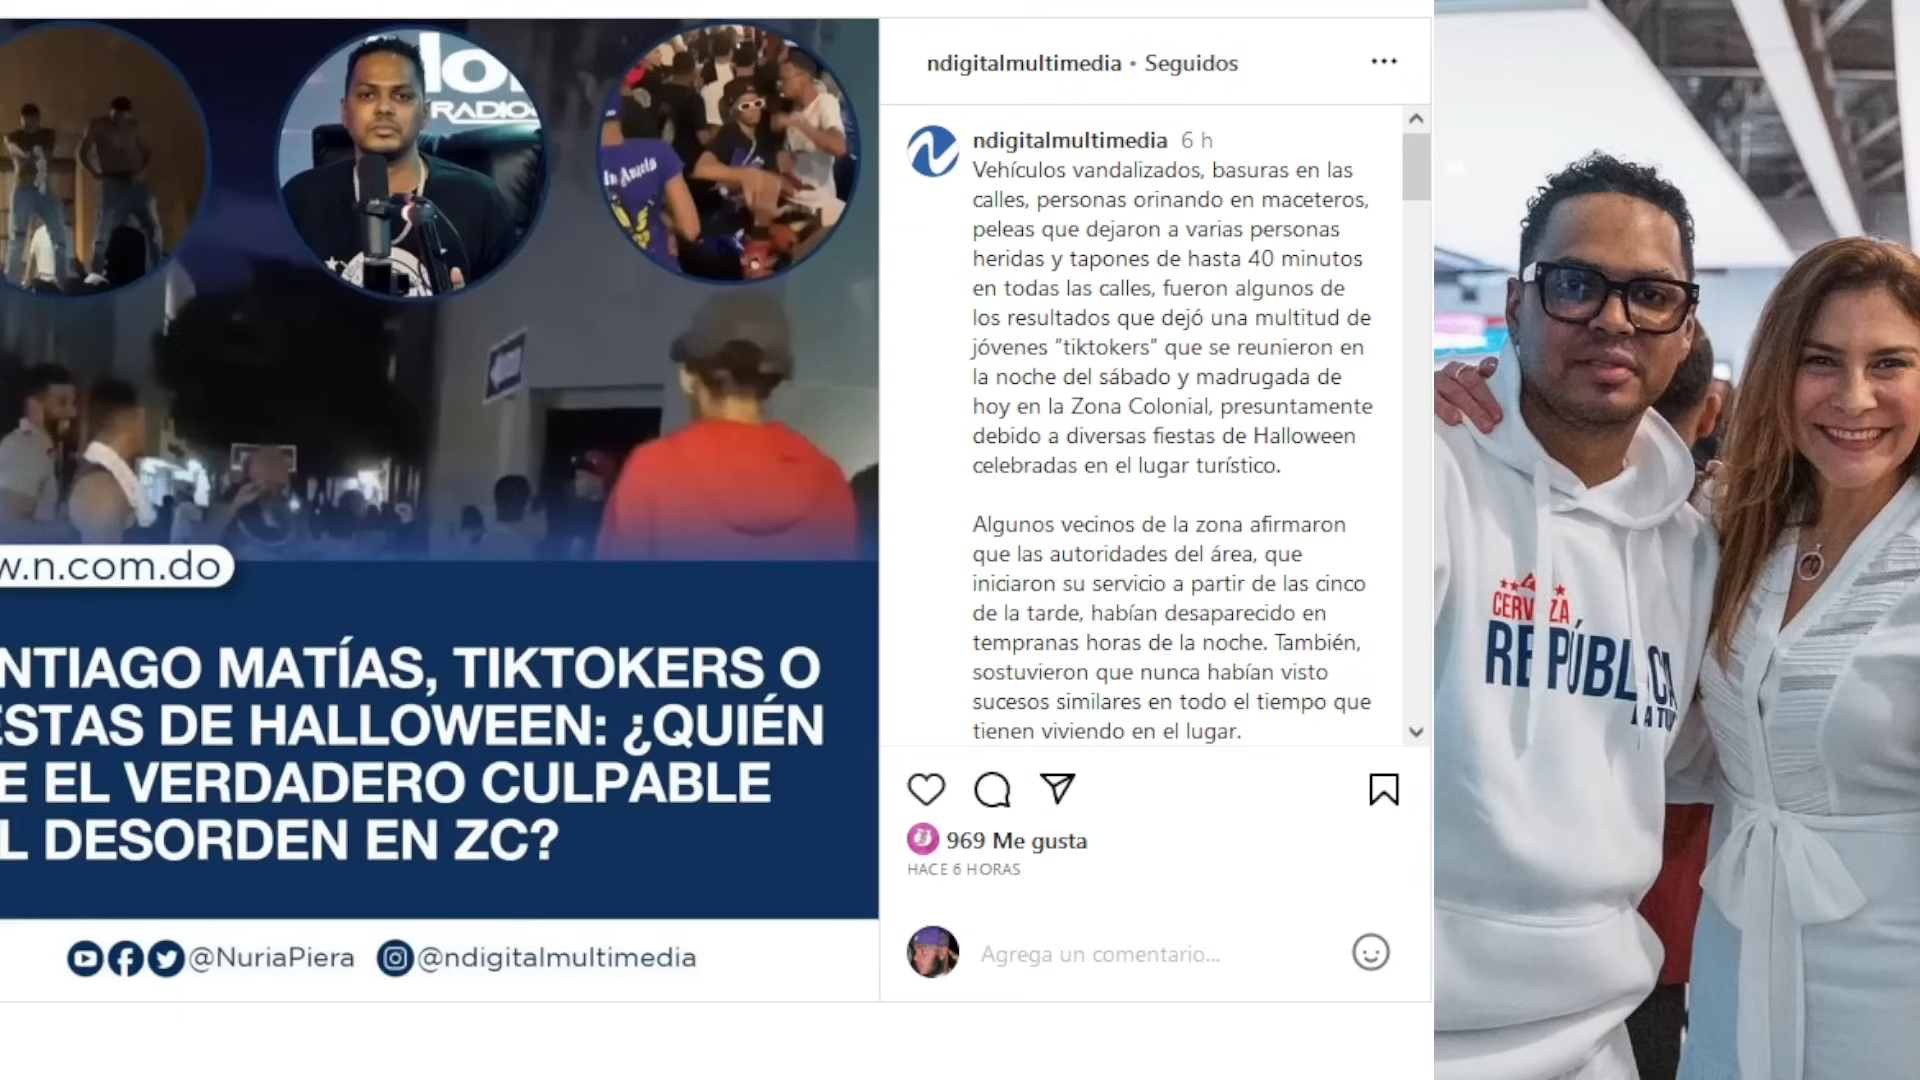 RADIO
In Angels
w.n.com.do
NTIAGO MATÍAS, TIKTOKERS O
ESTAS DE HALLOWEEN: ¿QUIÉN
E EL VERDADERO CULPABLE
L DESORDEN EN ZC?
@NuriaPiera @ndigitalmultimedia
ndigitalmultimedia • Seguidos
ndigitalmultimedia 6 h
Vehículos vandalizados, basuras en las
calles, personas orinando en maceteros,
peleas que dejaron a varias personas
heridas y tapones de hasta 40 minutos
en todas las calles, fueron algunos de
los resultados que dejó una multitud de
jóvenes “tiktokers” que se reunieron en
la noche del sábado y madrugada de
hoy en la Zona Colonial, presuntamente
debido a diversas fiestas de Halloween
celebradas en el lugar turístico.
Algunos vecinos de la zona afirmaron
que las autoridades del área, que
iniciaron su servicio a partir de las cinco
de la tarde, habían desaparecido en
tempranas horas de la noche. También,
sostuvieron que nunca habían visto
sucesos similares en todo el tiempo que
tienen viviendo en el lugar.
969 Me gusta
HACE 6 HORAS
Agrega un comentario...
CERVEZA
REPÚBLICA